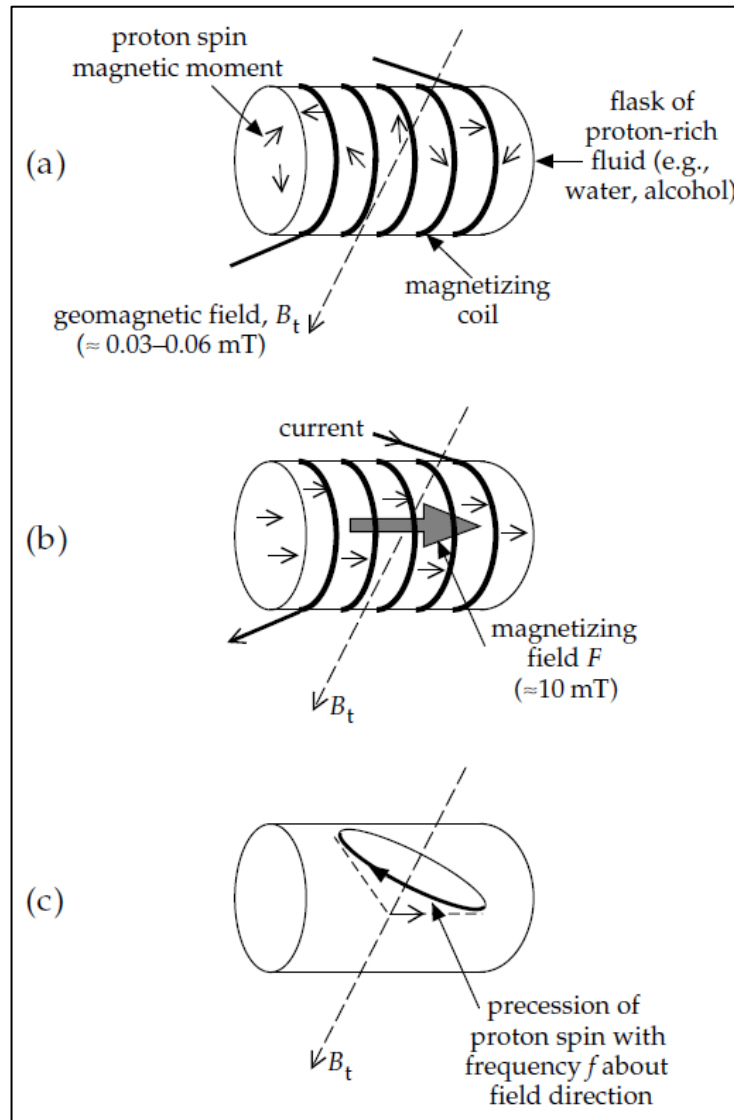 proton spin
magnetic moment
(a)
flask of
proton-rich
fluid (e.g.,
water, alcohol)
magnetizing
coil
geomagnetic field, Bt
(≈ 0.03–0.06 mT)
current
(b)
magnetizing
field F
(≈10 mT)
Bt
(c)
precession of
proton spin with
frequency f about
field direction
Bt